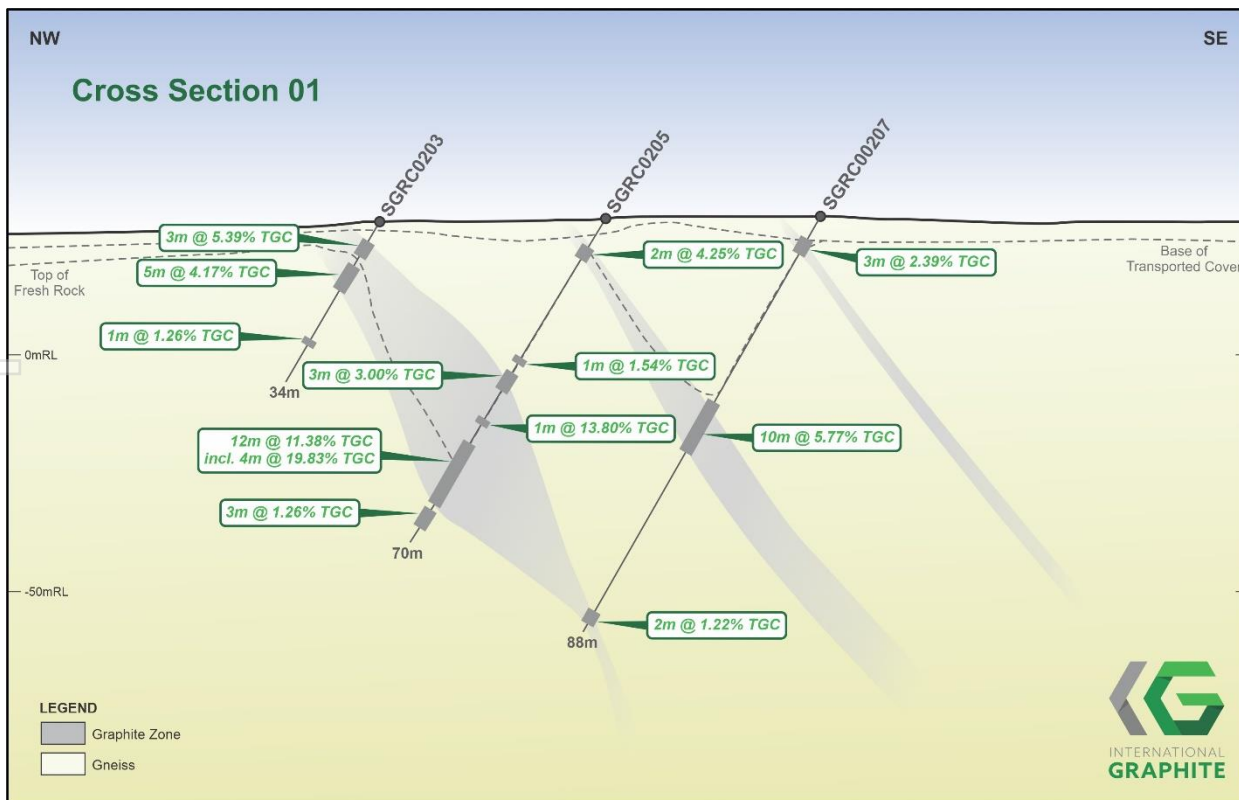 NW
SE
Cross Section 01
SGRC0203
SGRC0205
SGRC00207
3m @ 5.39% TGC
2m @ 4.25% TGC
3m @ 2.39% TGC
Base of
Transported Cover
Top of
Fresh Rock
5m @ 4.17% TGC
1m @ 1.26% TGC
0mRL
34m
3m @ 3.00% TGC
1m @ 1.54% TGC
1m @ 13.80% TGC
12m @ 11.38% TGC
incl. 4m @ 19.83% TGC
10m @ 5.77% TGC
3m @ 1.26% TGC
70m
-50mRL
2m @ 1.22% TGC
88m
LEGEND
Graphite Zone
Gneiss
INTERNATIONAL
GRAPHITE